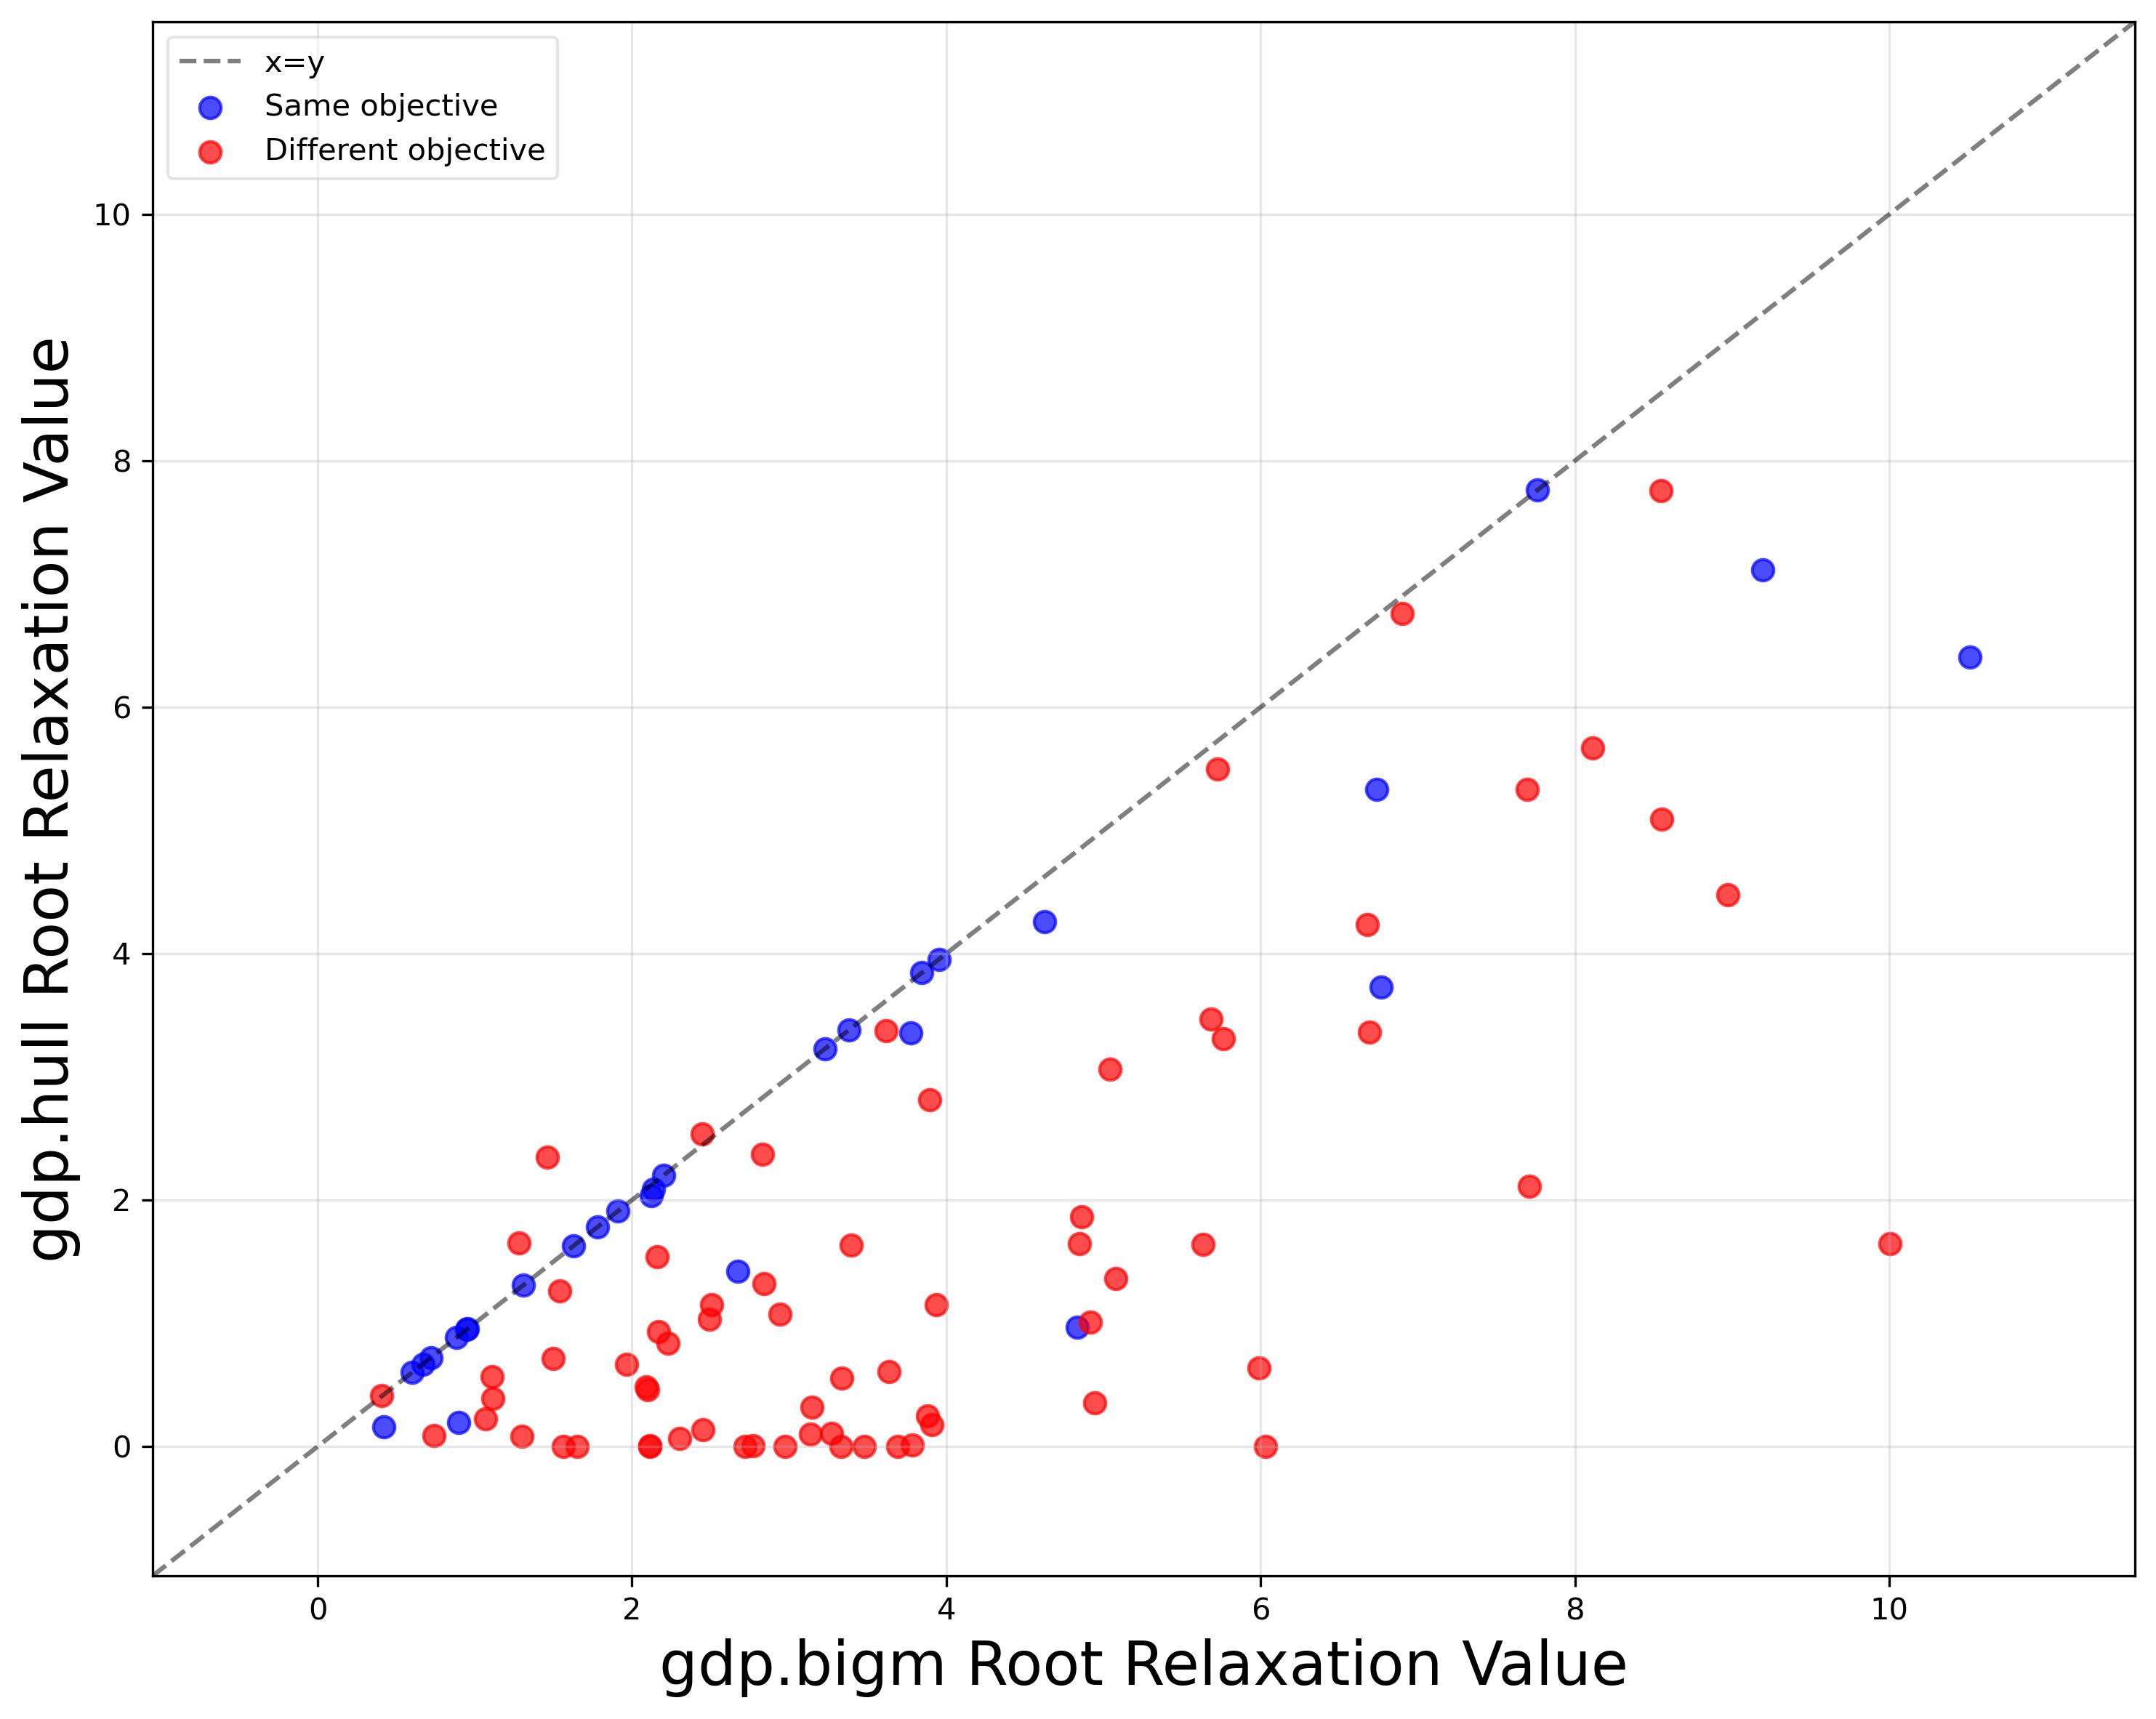 x=y
Same objective
Different objective
10
8
6
4
2
0
gdp.hull Root Relaxation Value
0 2 4 6 8 10
gdp.bigm Root Relaxation Value